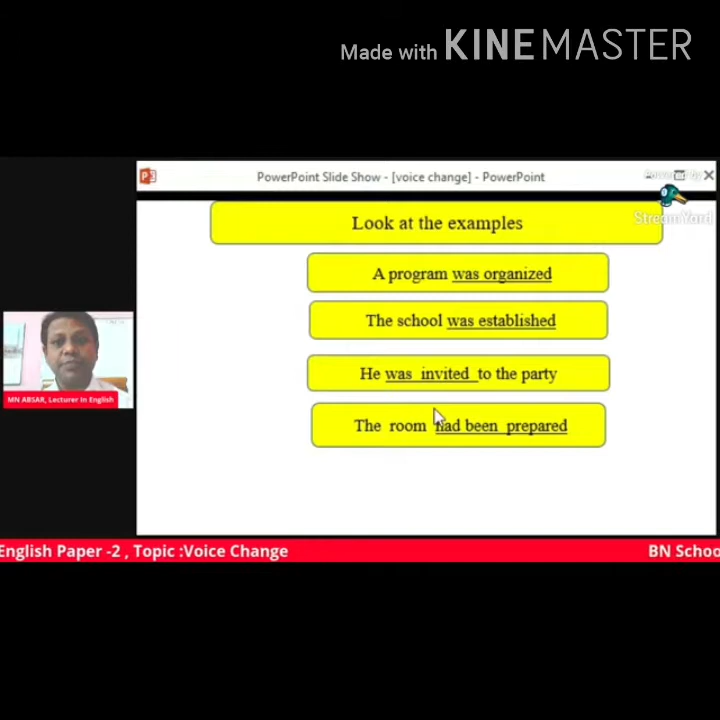 Made with KINEMASTER
PowerPoint Slide Show - [voice change] - PowerPoint
Powered by
StreamYard
Look at the examples
A program was organized
The school was established
He was invited to the party
The room had been prepared
MN ABSAR, Lecturer in English
English Paper -2 , Topic :Voice Change
BN Schoo